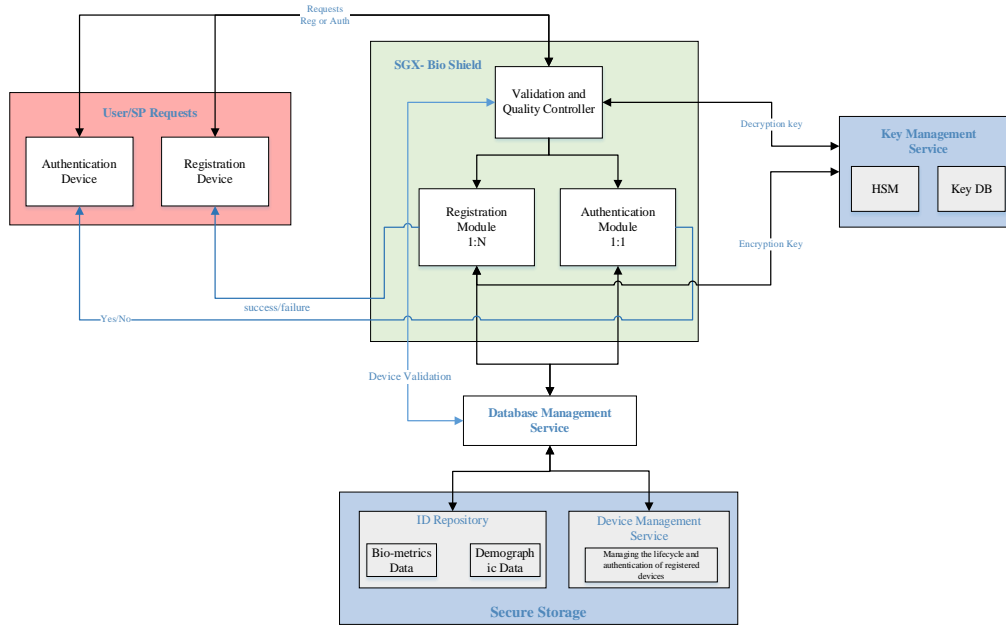 Requests
Reg or Auth
SGX- Bio Shield
Validation and
Quality Controller
User/SP Requests
Authentication
Device
Registration
Device
Decryption key
Key Management
Service
HSM
Key DB
Registration
Module
1:N
Authentication
Module
1:1
Encryption Key
success/failure
Yes/No
Device Validation
Database Management
Service
ID Repository
Bio-metrics
Data
Demograph
ic Data
Device Management
Service
Managing the lifecycle and
authentication of registered
devices
Secure Storage